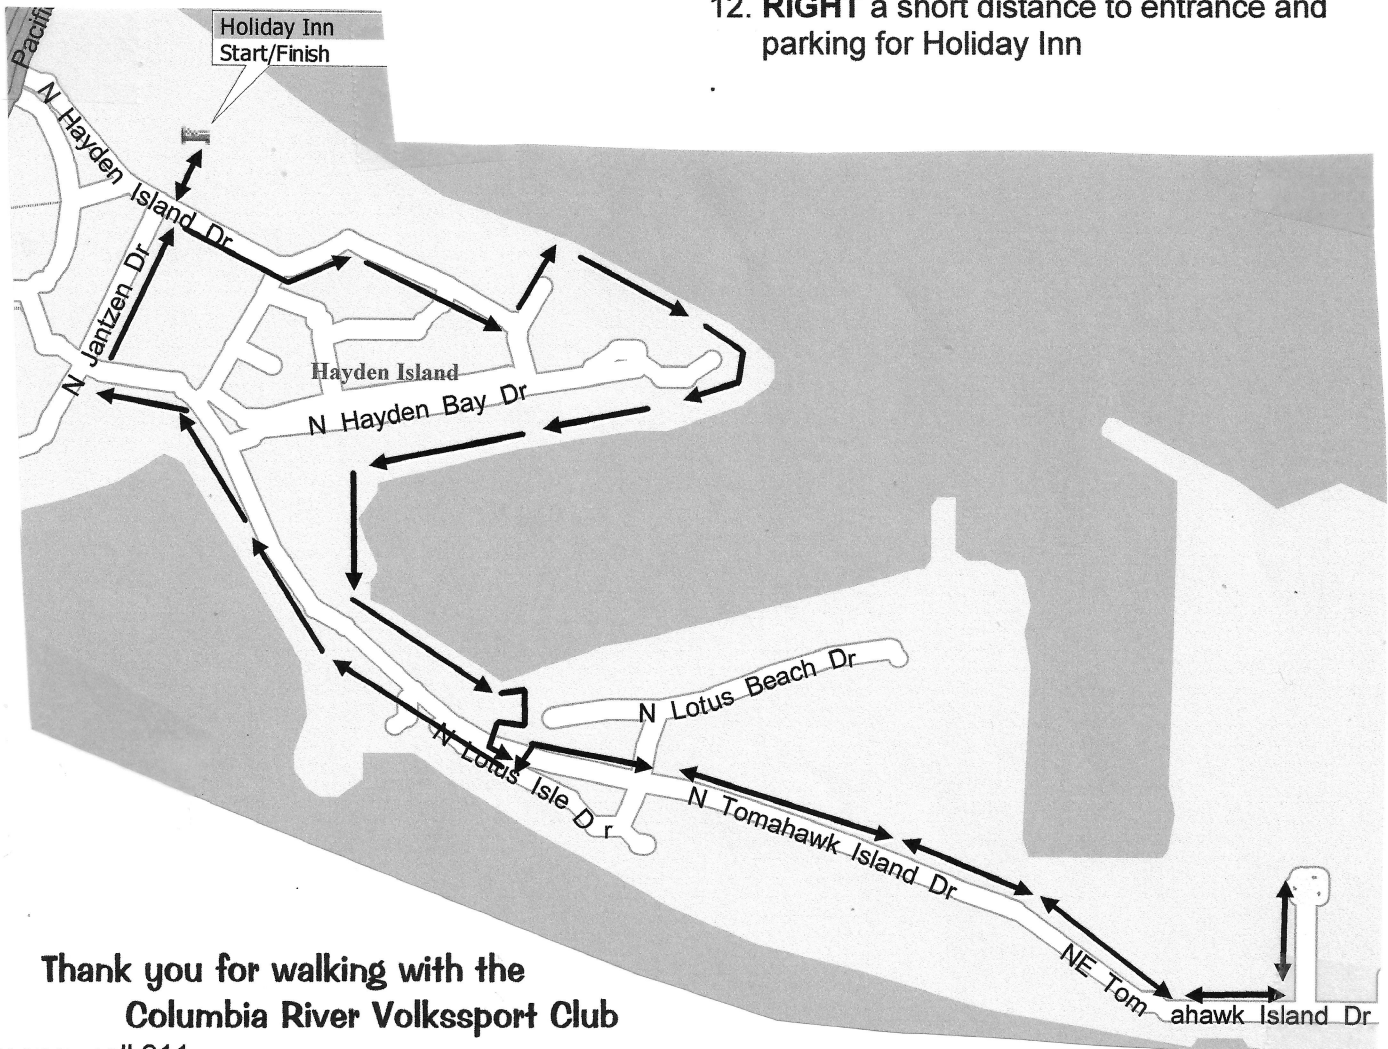 12. RIGHT a short distance to entrance and
parking for Holiday Inn
Holiday Inn
Start/Finish
Pacific
N Hayden Island Dr
N Jantzen Dr
Hayden Island
N Hayden Bay Dr
N Lotus Beach Dr
N Lotus Isle Dr
N Tomahawk Island Dr
NE Tomahawk Island Dr
Thank you for walking with the
Columbia River Volkssport Club